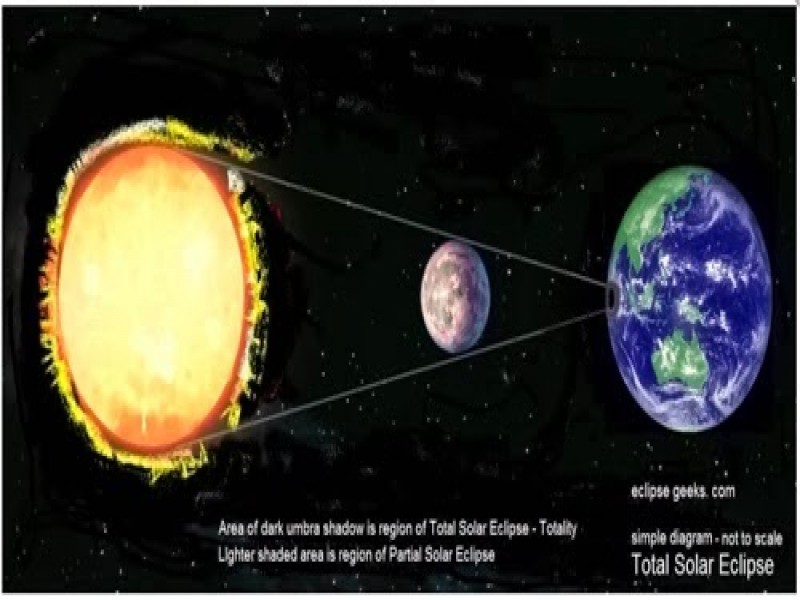 eclipse geeks. com
Area of dark umbra shadow is region of Total Solar Eclipse - Totality
LIghter shaded area is region of Partial Solar Eclipse
simple diagram - not to scale
Total Solar Eclipse